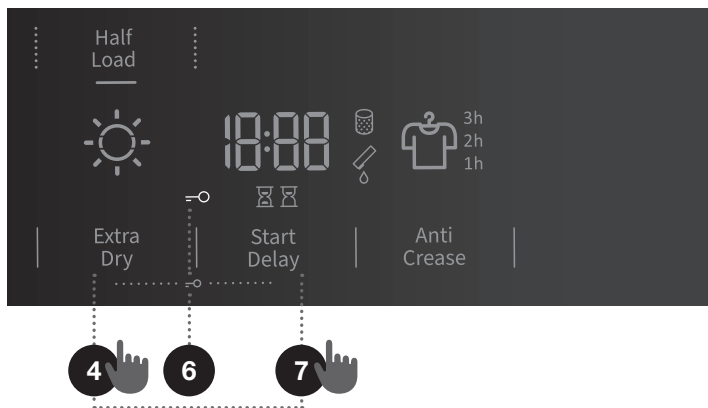 Half
Load
18:88
3h
2h
1h
Extra
Dry
Start
Delay
Anti
Crease
4
6
7